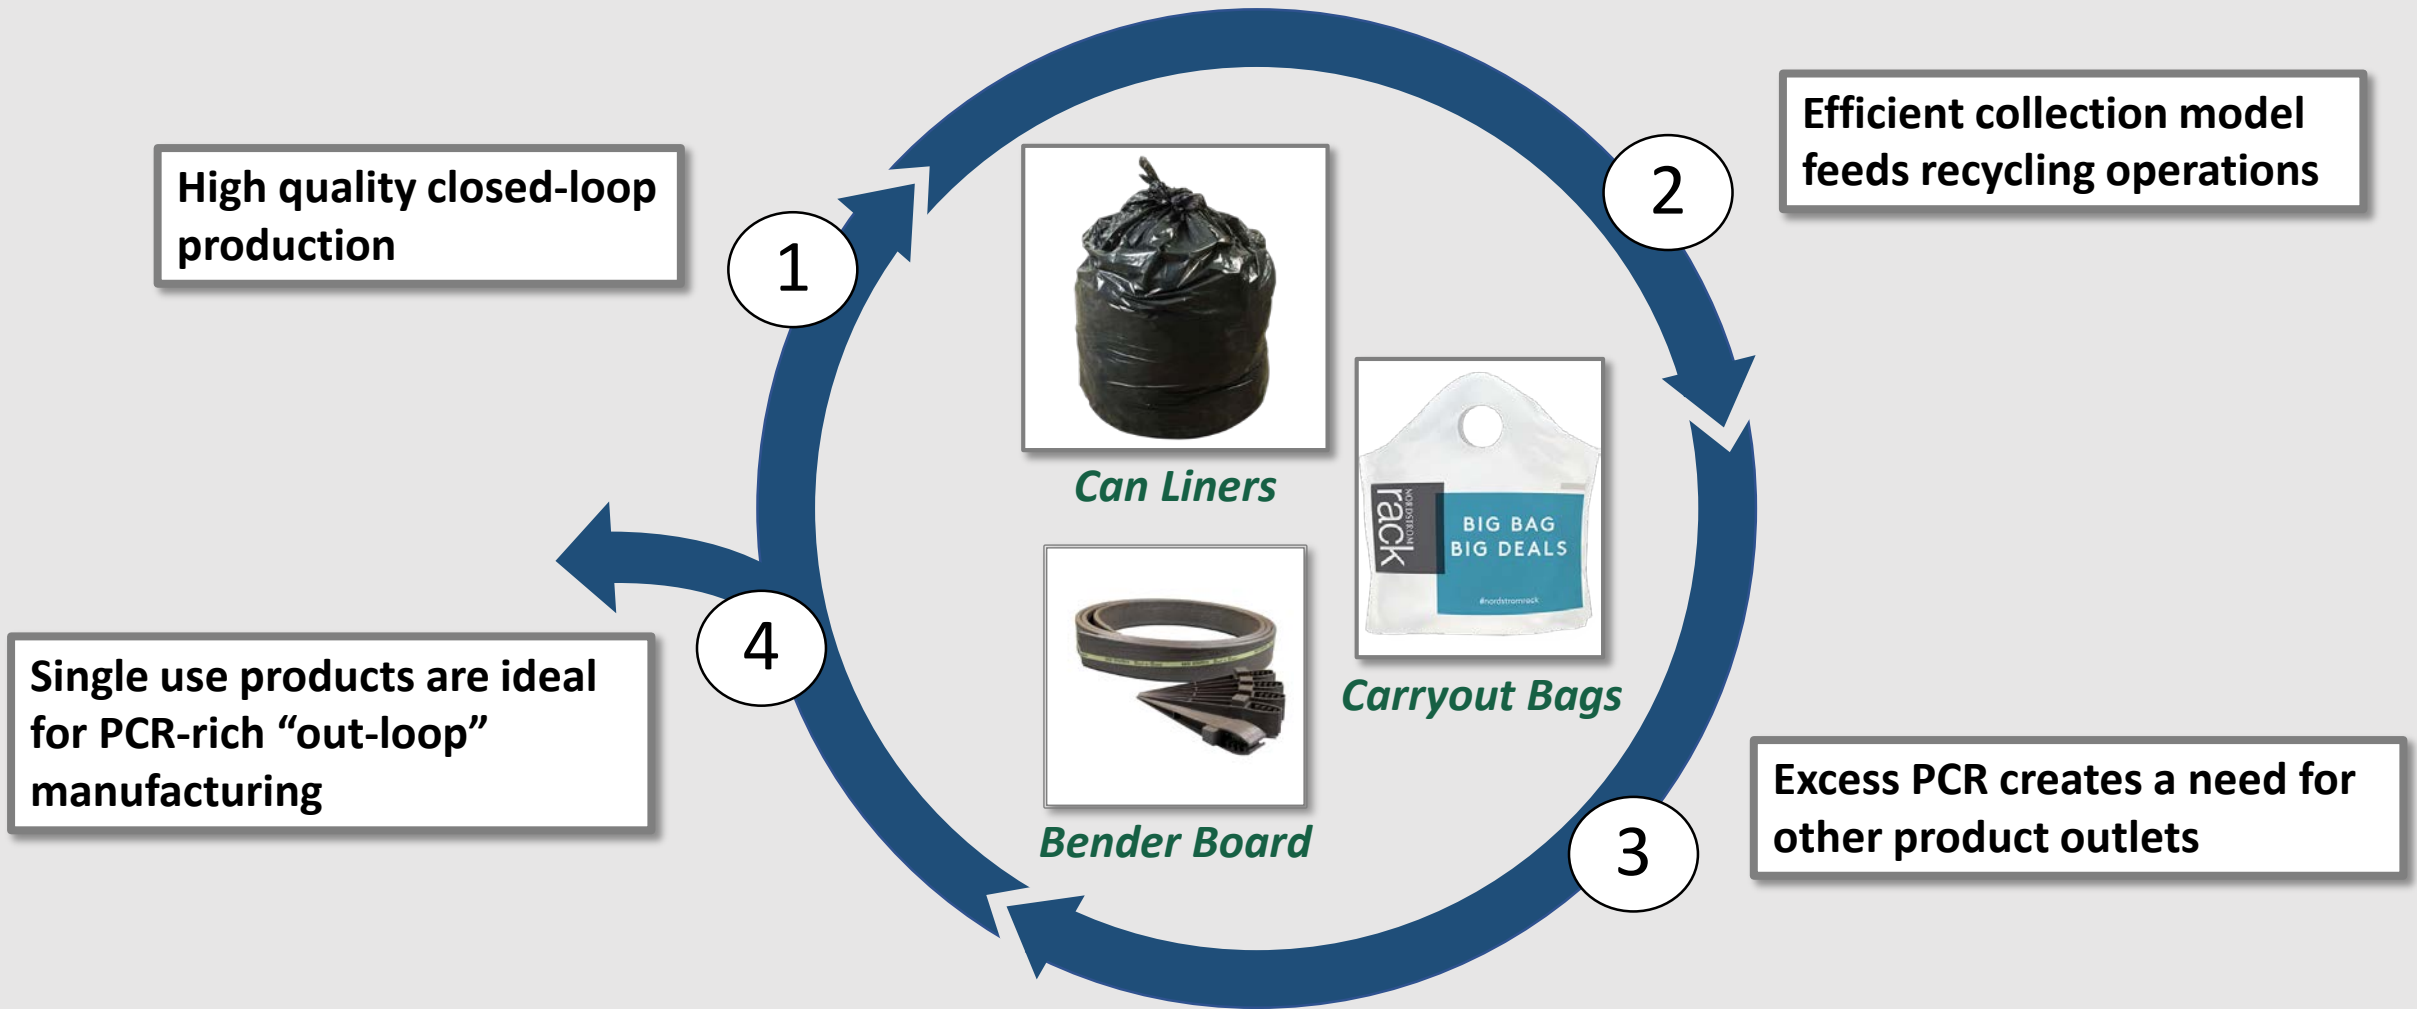 High quality closed-loop
production
1
Efficient collection model
feeds recycling operations
2
Can Liners
NORDSTROM
rack
BIG BAG
BIG DEALS
#nordstromrack
Carryout Bags
Bender Board
Single use products are ideal
for PCR-rich “out-loop”
manufacturing
4
Excess PCR creates a need for
other product outlets
3